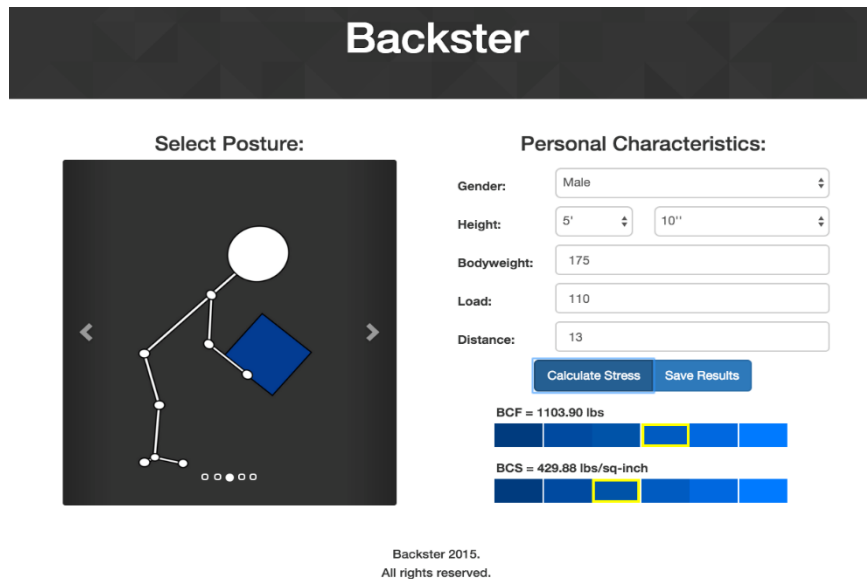 Backster
Select Posture:
Personal Characteristics:
Gender:
Male
Height:
5'
10''
Bodyweight:
175
Load:
110
Distance:
13
Calculate Stress
Save Results
BCF = 1103.90 lbs
BCS = 429.88 lbs/sq-inch
Backster 2015.
All rights reserved.